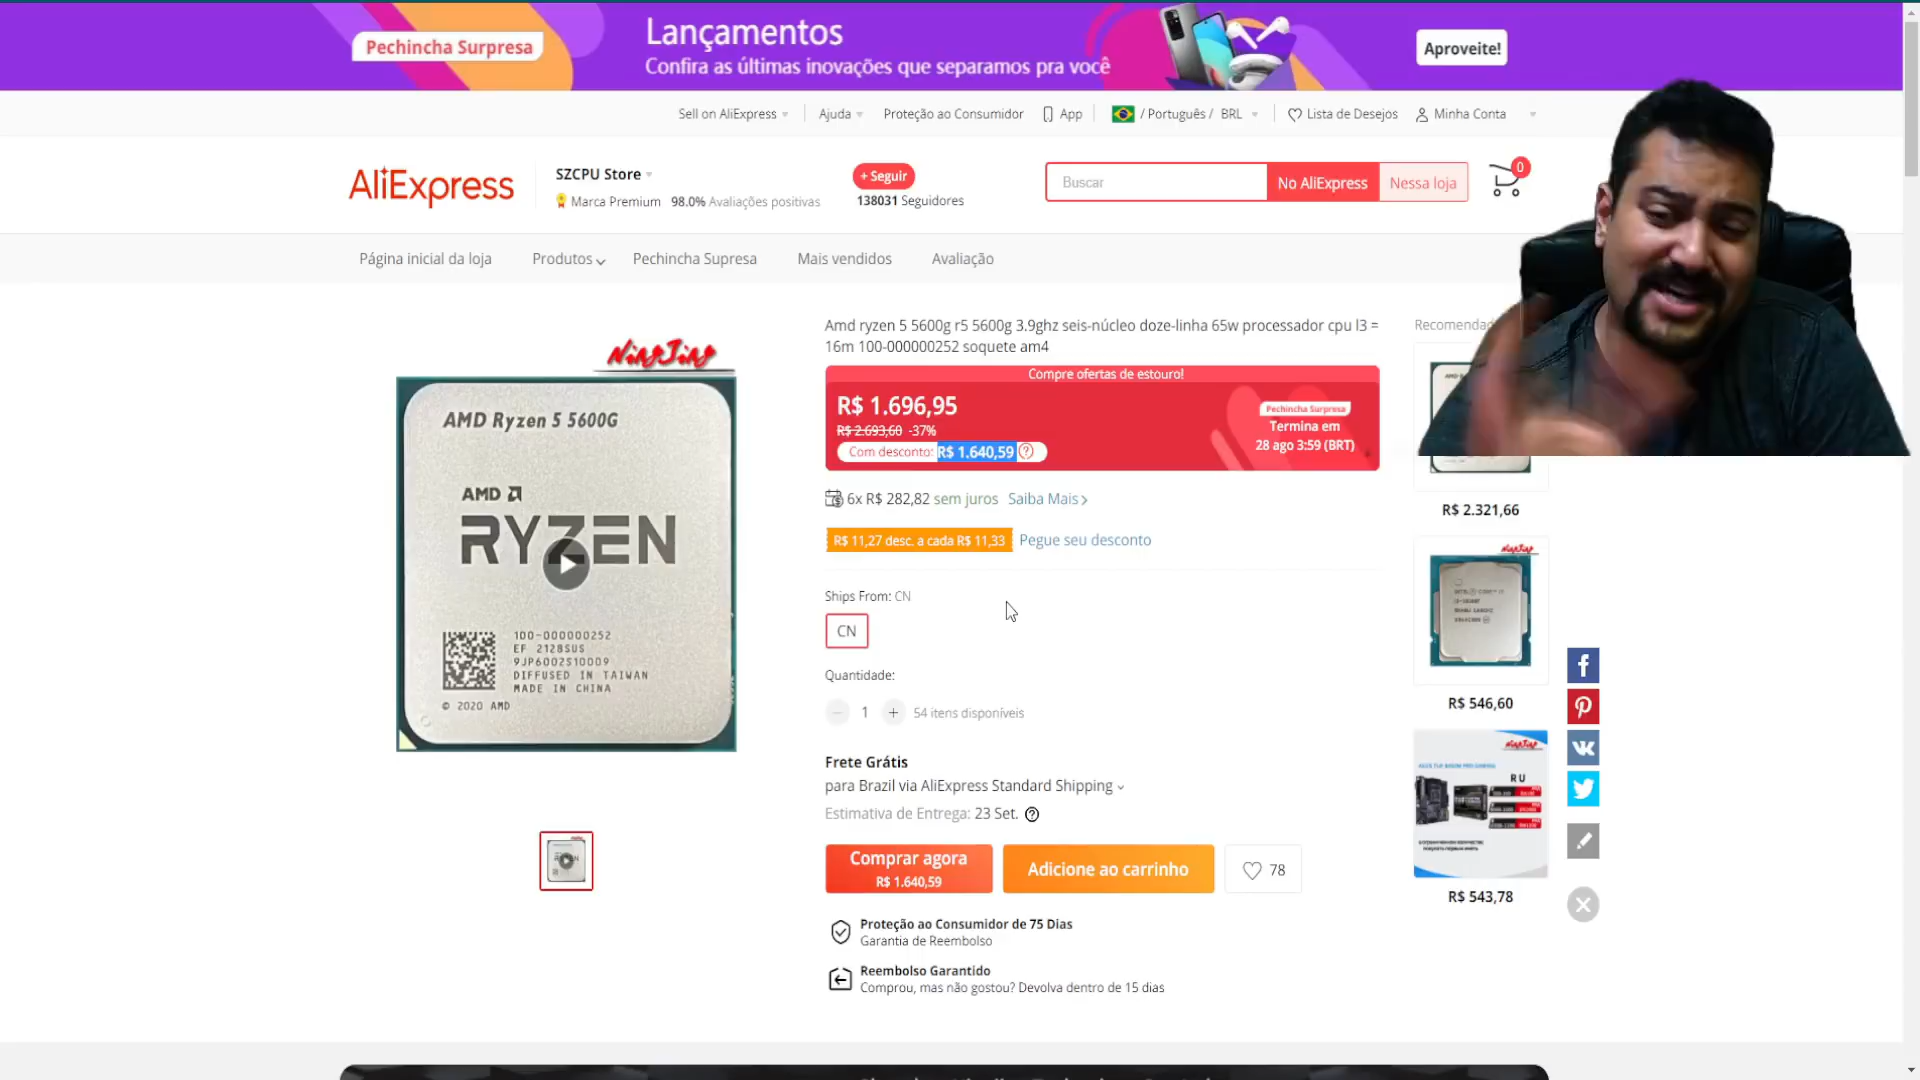 Pechincha Surpresa
Lançamentos
Confira as últimas inovações que separamos pra você
Aproveite!
Sell on AliExpress
Ajuda
Proteção ao Consumidor
App
/ Português / BRL
Lista de Desejos
Minha Conta
AliExpress
SZCPU Store
Marca Premium 98.0% Avaliações positivas
+ Seguir
138031 Seguidores
Buscar
No AliExpress
Nessa loja
0
Página inicial da loja
Produtos
Pechincha Supresa
Mais vendidos
Avaliação
NiaoJiao
AMD Ryzen 5 5600G
AMD
RYZEN
100-000000252
EF 2128SUS
9JP6002S10009
DIFFUSED IN TAIWAN
MADE IN CHINA
© 2020 AMD
Amd ryzen 5 5600g r5 5600g 3.9ghz seis-núcleo doze-linha 65w processador cpu l3 =
16m 100-000000252 soquete am4
Compre ofertas de estouro!
R$ 1.696,95
R$ 2.693,60 -37%
Com desconto: R$ 1.640,59
Pechincha Surpresa
Termina em
28 ago 3:59 (BRT)
6x R$ 282,82 sem juros Saiba Mais
R$ 11,27 desc. a cada R$ 11,33
Pegue seu desconto
Ships From: CN
CN
Quantidade:
1
54 itens disponíveis
Frete Grátis
para Brazil via AliExpress Standard Shipping
Estimativa de Entrega: 23 Set.
Comprar agora
R$ 1.640,59
Adicione ao carrinho
78
Proteção ao Consumidor de 75 Dias
Garantia de Reembolso
Reembolso Garantido
Comprou, mas não gostou? Devolva dentro de 15 dias
R$ 2.321,66
R$ 546,60
RU
R$ 543,78